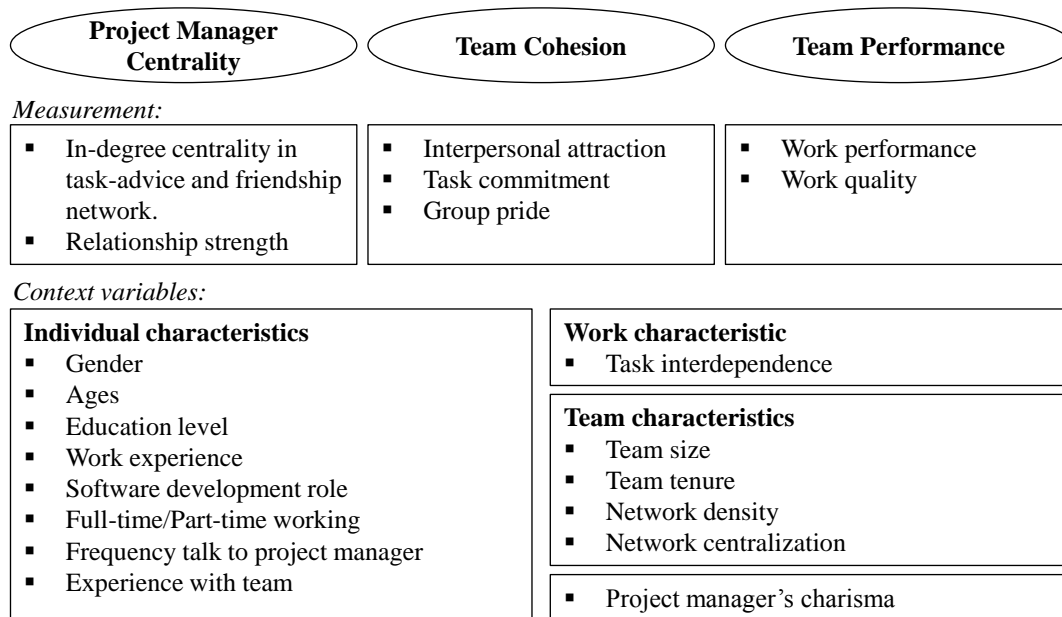 Project Manager
Centrality
Team Cohesion
Team Performance
Measurement:
▪ In-degree centrality in
task-advice and friendship
network.
▪ Relationship strength
▪ Interpersonal attraction
▪ Task commitment
▪ Group pride
▪ Work performance
▪ Work quality
Context variables:
Individual characteristics
▪ Gender
▪ Ages
▪ Education level
▪ Work experience
▪ Software development role
▪ Full-time/Part-time working
▪ Frequency talk to project manager
▪ Experience with team
Work characteristic
▪ Task interdependence
Team characteristics
▪ Team size
▪ Team tenure
▪ Network density
▪ Network centralization
▪ Project manager’s charisma